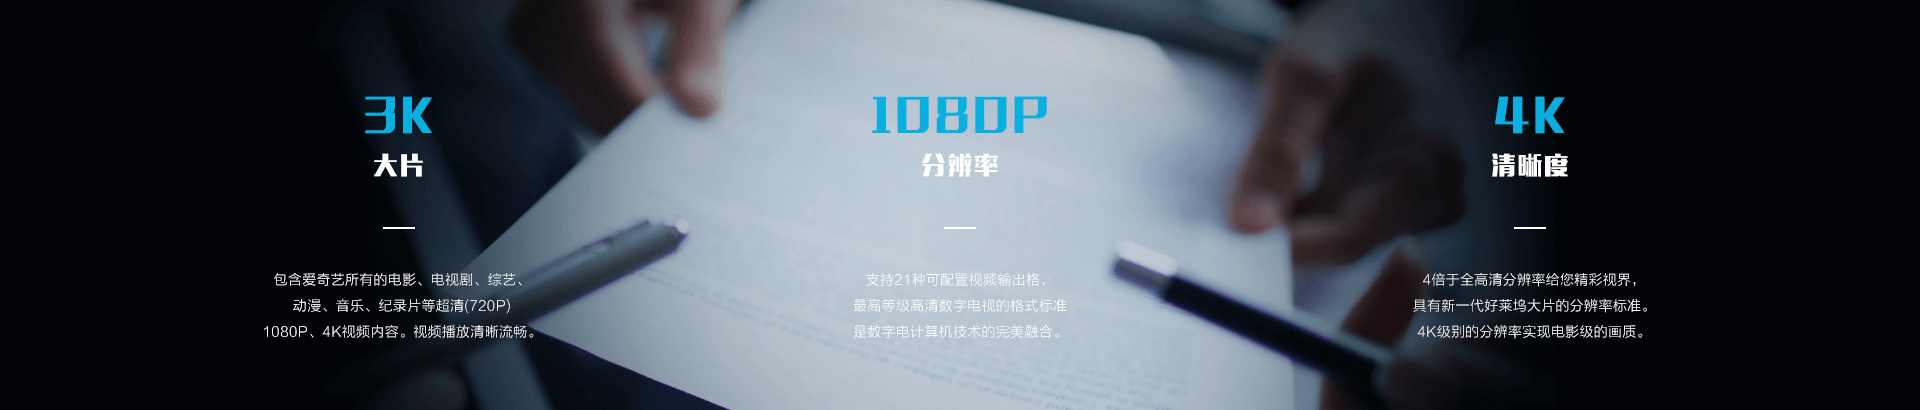 3K
大片
包含爱奇艺所有的电影、电视剧、综艺、
动漫、音乐、纪录片等超清(720P)
1080P、4K视频内容。视频播放清晰流畅。
1080P
分辨率
支持21种可配置视频输出格，
最高等级高清数字电视的格式标准
是数字电计算机技术的完美融合。
4K
清晰度
4倍于全高清分辨率给您精彩视界，
具有新一代好莱坞大片的分辨率标准。
4K级别的分辨率实现电影级的画质。